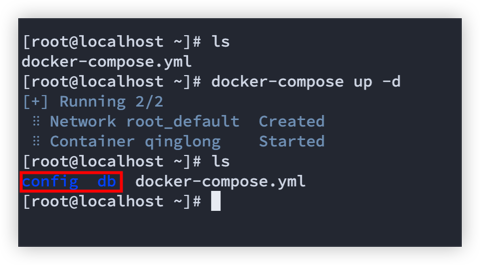 [root@localhost ~]# ls
docker-compose.yml
[root@localhost ~]# docker-compose up -d
[+] Running 2/2
⠿ Network root_default  Created
⠿ Container qinglong    Started
[root@localhost ~]# ls
config  db  docker-compose.yml
[root@localhost ~]#